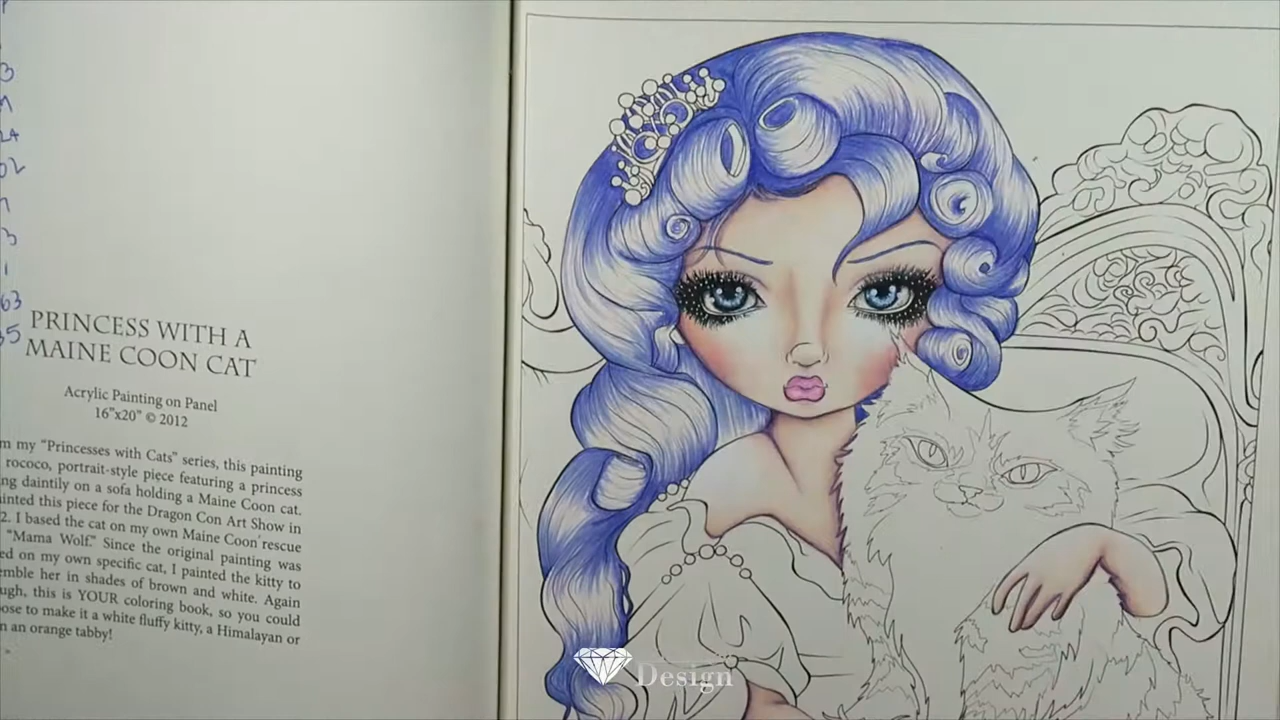 3
24
02
3
1
63
35
PRINCESS WITH A
MAINE COON CAT
Acrylic Painting on Panel
16"x20" © 2012
m my "Princesses with Cats" series, this painting
rococo, portrait-style piece featuring a princess
ng daintily on a sofa holding a Maine Coon cat.
inted this piece for the Dragon Con Art Show in
2. I based the cat on my own Maine Coon rescue
"Mama Wolf." Since the original painting was
ed on my own specific cat, I painted the kitty to
emble her in shades of brown and white. Again
ugh, this is YOUR coloring book, so you could
ose to make it a white fluffy kitty, a Himalayan or
n an orange tabby!
Design